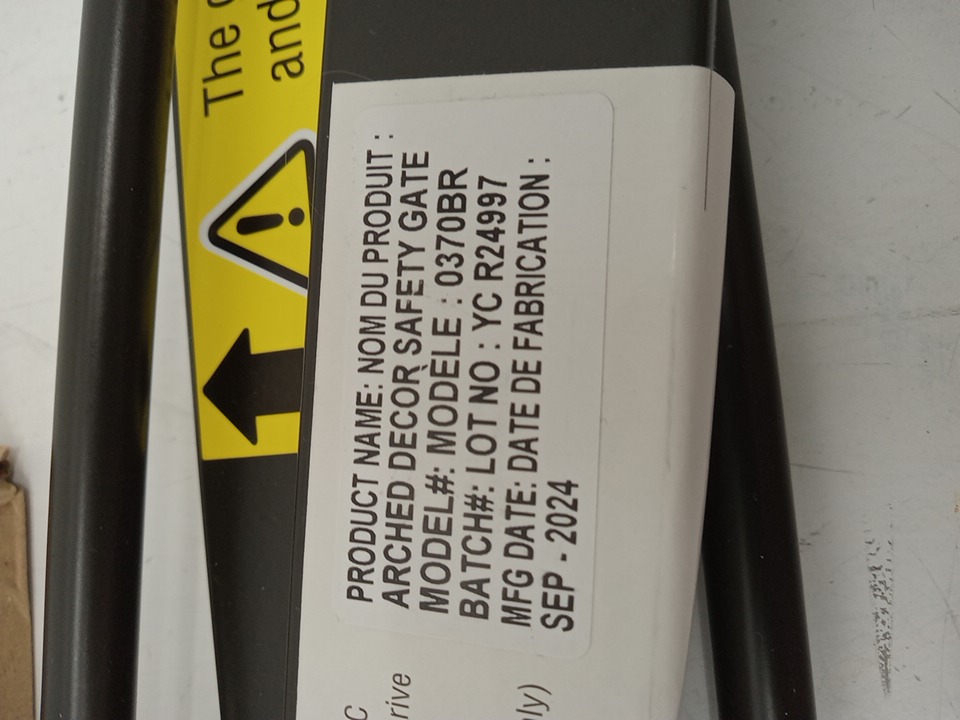 The
and
PRODUCT NAME: NOM DU PRODUIT :
ARCHED DECOR SAFETY GATE
MODEL#: MODÈLE : 0370BR
BATCH#: LOT NO : YC R24997
MFG DATE: DATE DE FABRICATION :
SEP - 2024